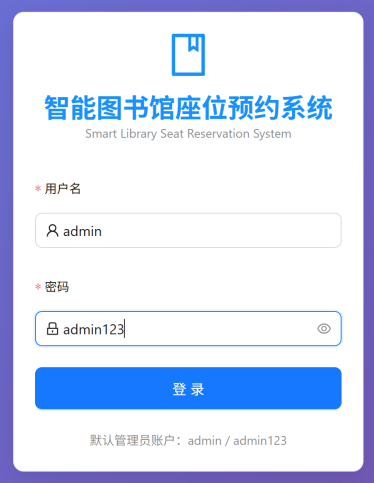 智能图书馆座位预约系统
Smart Library Seat Reservation System
* 用户名
admin
* 密码
admin123
登 录
默认管理员账户：admin / admin123